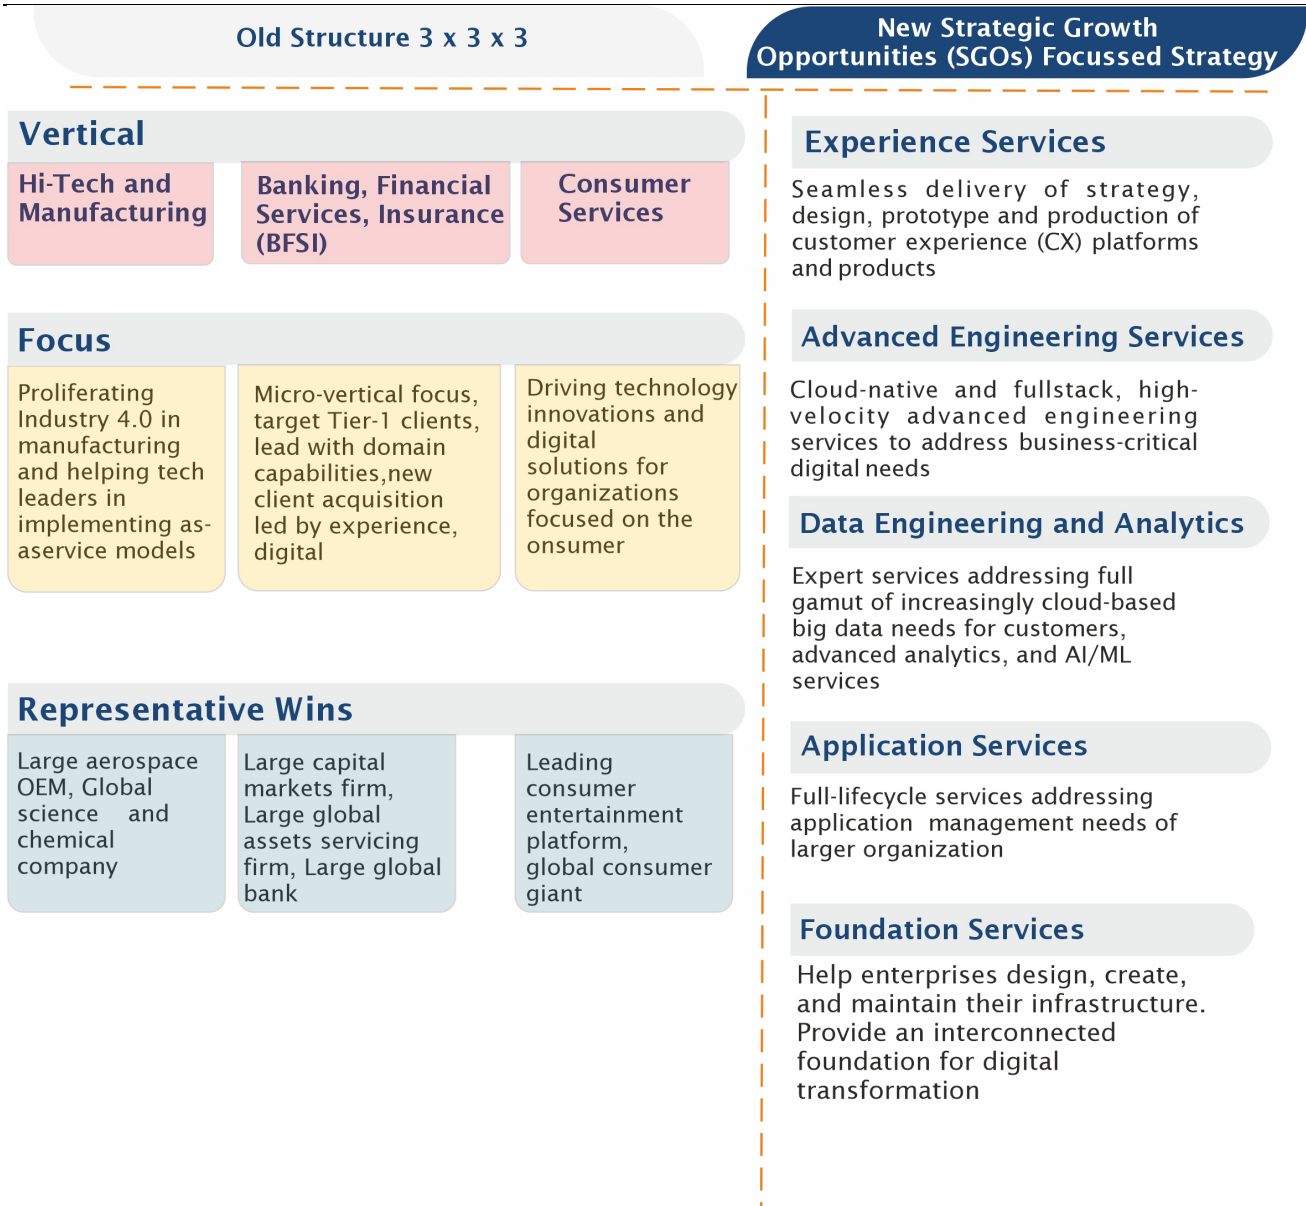 Old Structure 3 x 3 x 3
New Strategic Growth
Opportunities (SGOs) Focussed Strategy
Vertical
Hi-Tech and
Manufacturing
Banking, Financial
Services, Insurance
(BFSI)
Consumer
Services
Focus
Proliferating
Industry 4.0 in
manufacturing
and helping tech
leaders in
implementing as-
aservice models
Micro-vertical focus,
target Tier-1 clients,
lead with domain
capabilities,new
client acquisition
led by experience,
digital
Driving technology
innovations and
digital
solutions for
organizations
focused on the
onsumer
Representative Wins
Large aerospace
OEM, Global
science and
chemical
company
Large capital
markets firm,
Large global
assets servicing
firm, Large global
bank
Leading
consumer
entertainment
platform,
global consumer
giant
Experience Services
Seamless delivery of strategy,
design, prototype and production of
customer experience (CX) platforms
and products
Advanced Engineering Services
Cloud-native and fullstack, high-
velocity advanced engineering
services to address business-critical
digital needs
Data Engineering and Analytics
Expert services addressing full
gamut of increasingly cloud-based
big data needs for customers,
advanced analytics, and AI/ML
services
Application Services
Full-lifecycle services addressing
application management needs of
larger organization
Foundation Services
Help enterprises design, create,
and maintain their infrastructure.
Provide an interconnected
foundation for digital
transformation